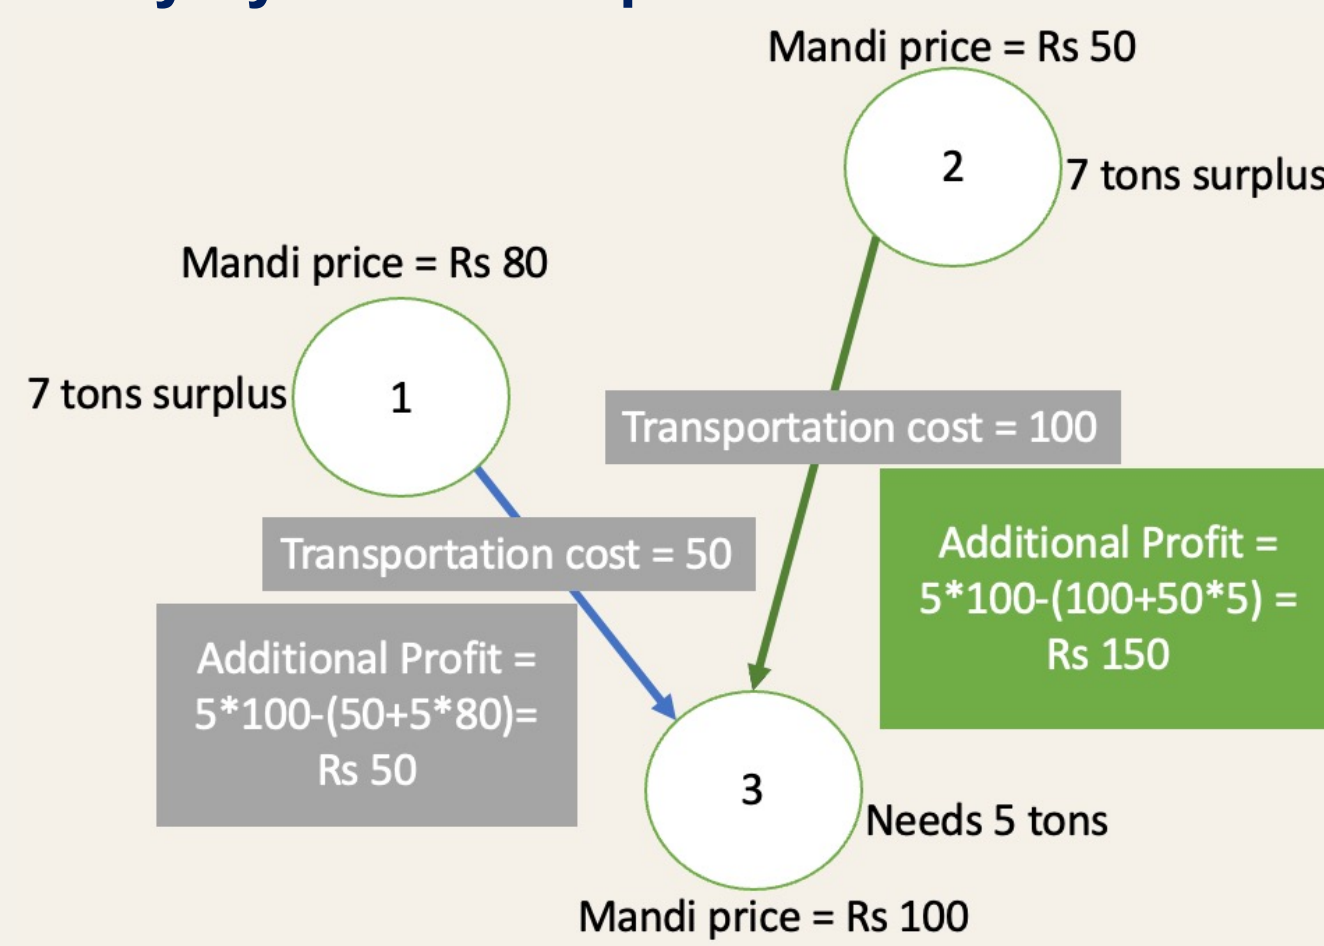 Mandi price = Rs 50
2
7 tons surplus
Mandi price = Rs 80
7 tons surplus
1
Transportation cost = 100
Transportation cost = 50
Additional Profit =
5*100-(100+50*5) =
Rs 150
Additional Profit =
5*100-(50+5*80)=
Rs 50
3
Needs 5 tons
Mandi price = Rs 100